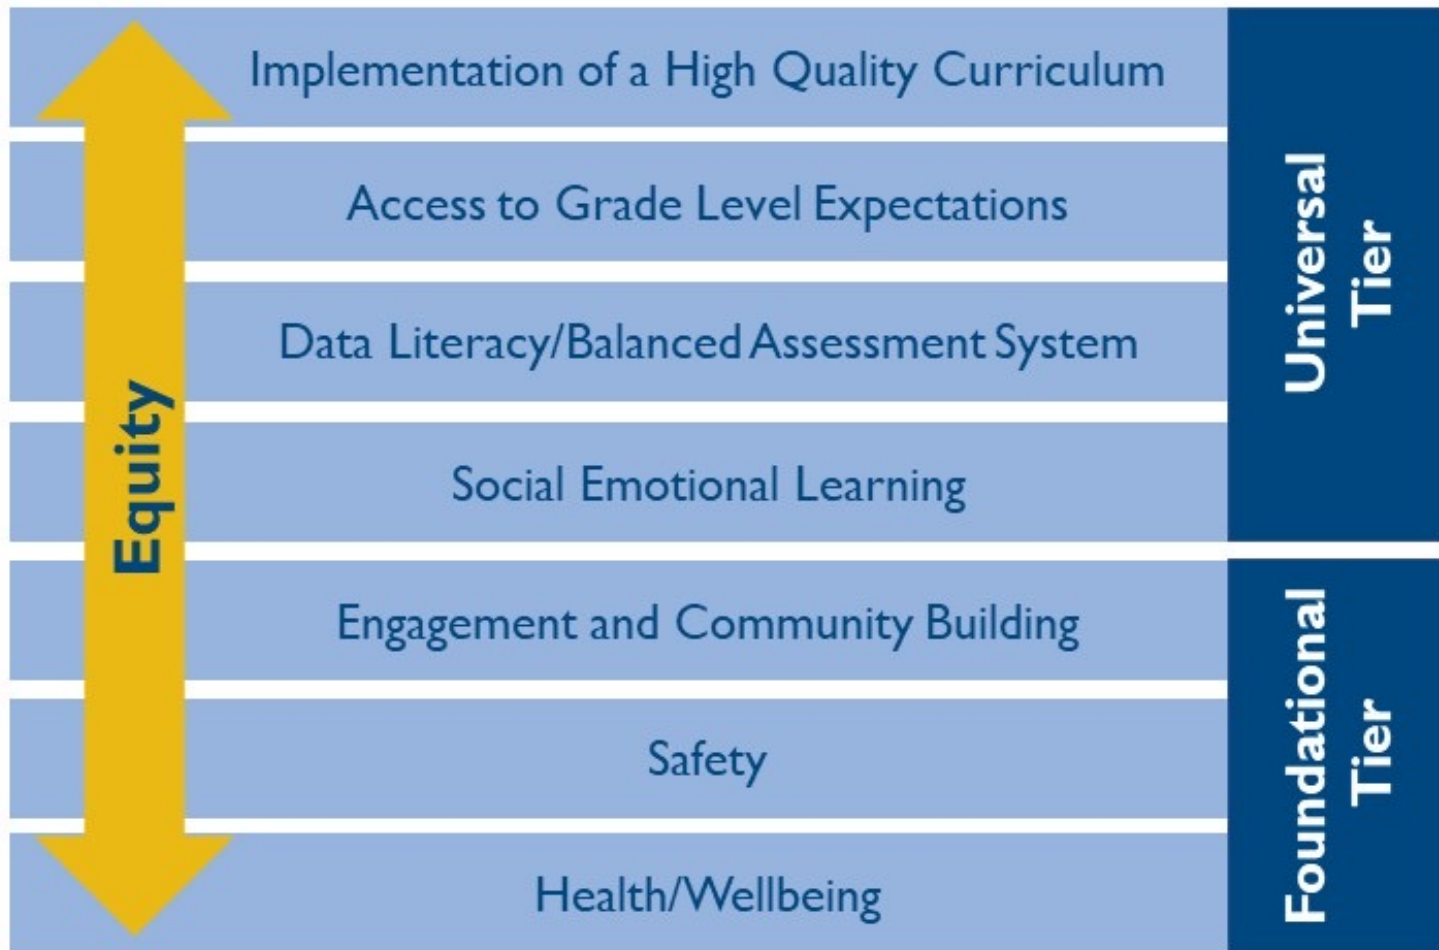 Implementation of a High Quality Curriculum
Access to Grade Level Expectations
Data Literacy/Balanced Assessment System
Social Emotional Learning
Engagement and Community Building
Safety
Health/Wellbeing
Equity
Universal
Tier
Foundational
Tier